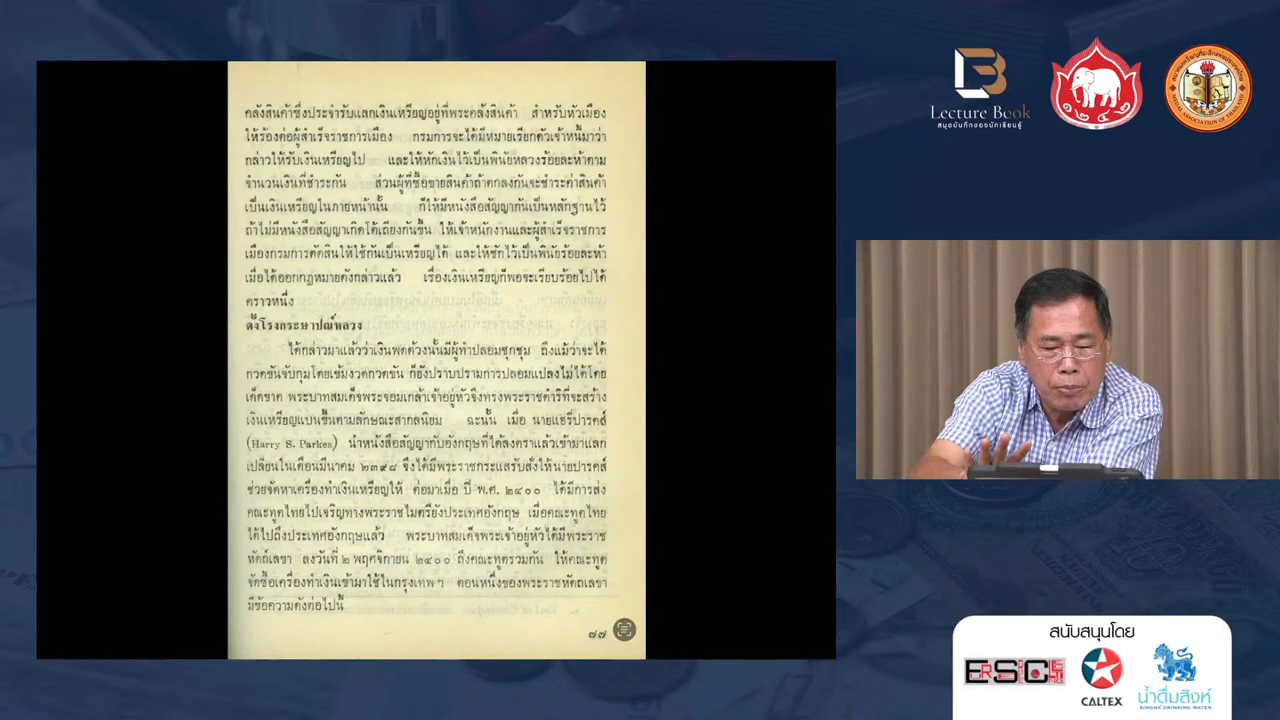 คลังสินค้าซึ่งประจำรับแลกเงินเหรียญอยู่ที่พระคลังสินค้า สำหรับหัวเมือง
ให้ร้องต่อผู้สำเร็จราชการเมือง กรมการจะได้มีหมายเรียกตัวเจ้าหนี้มาว่า
กล่าวให้รับเงินเหรียญไป และให้หักเงินไว้เป็นพินัยหลวงร้อยละห้าตาม
จำนวนเงินที่ชำระกัน ส่วนผู้ที่ซื้อขายสินค้าถ้าตกลงกันจะชำระค่าสินค้า
เป็นเงินเหรียญในภายหน้านั้น ก็ให้มีหนังสือสัญญากันเป็นหลักฐานไว้
ถ้าไม่มีหนังสือสัญญาเกิดโต้เถียงกันขึ้น ให้เจ้าพนักงานและผู้สำเร็จราชการ
เมืองกรมการตัดสินให้ใช้กันเป็นเหรียญได้ และให้ชักไว้เป็นพินัยร้อยละห้า
เมื่อได้ออกกฎหมายดังกล่าวแล้ว เรื่องเงินเหรียญก็พอจะเรียบร้อยไปได้
คราวหนึ่ง
ตั้งโรงกระษาปณ์หลวง
ได้กล่าวมาแล้วว่าเงินพดด้วงนั้นมีผู้ทำปลอมชุกชุม ถึงแม้ว่าจะได้
กวดขันจับกุมโดยเข้มงวดกวดขัน ก็ยังปราบปรามการปลอมแปลงไม่ได้โดย
เด็ดขาด พระบาทสมเด็จพระจอมเกล้าเจ้าอยู่หัวจึงทรงพระราชดำริที่จะสร้าง
เงินเหรียญแบนขึ้นตามลักษณะสากลนิยม ฉะนั้น เมื่อ นายแฮรี่ปารคส์
(Harry S. Parkes) นำหนังสือสัญญากับอังกฤษที่ได้ลงตราแล้วเข้ามาแลก
เปลี่ยนในเดือนมีนาคม ๒๓๙๘ จึงได้มีพระราชกระแสรับสั่งให้นายปารคส์
ช่วยจัดหาเครื่องทำเงินเหรียญให้ ต่อมาเมื่อ ปี พ.ศ. ๒๔๐๐ ได้มีการส่ง
คณะทูตไทยไปเจริญทางพระราชไมตรียังประเทศอังกฤษ เมื่อคณะทูตไทย
ได้ไปถึงประเทศอังกฤษแล้ว พระบาทสมเด็จพระเจ้าอยู่หัวได้มีพระราช
หัตถ์เลขา ลงวันที่ ๒ พฤศจิกายน ๒๔๐๐ ถึงคณะทูตรวมกัน ให้คณะทูต
จัดซื้อเครื่องทำเงินเข้ามาใช้ในกรุงเทพฯ ตอนหนึ่งของพระราชหัตถเลขา
มีข้อความดังต่อไปนี้
๗๗
Lecture Book
สมุดบันทึกของนักเรียนรู้
สมาคมเหรียญที่ระลึกแห่งประเทศไทย
MEDAL ASSOCIATION OF THAILAND
สนับสนุนโดย
CALTEX
น้ำดื่มสิงห์
SINGHA DRINKING WATER